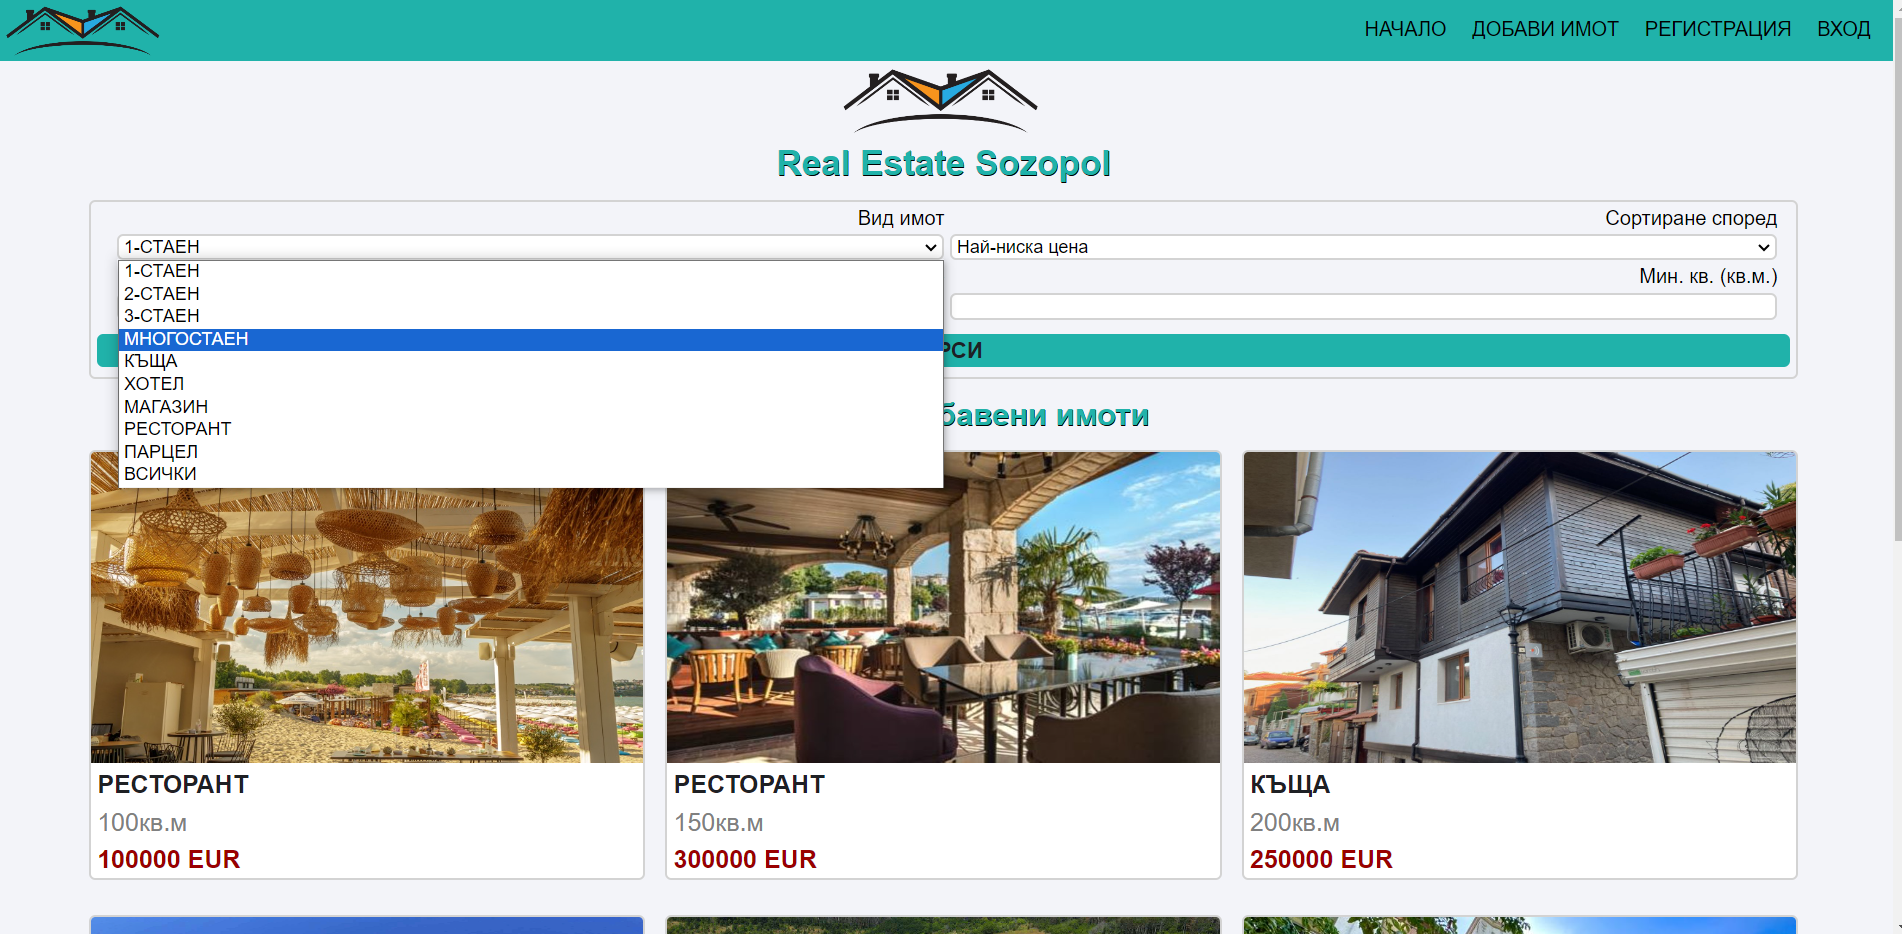 НАЧАЛО ДОБАВИ ИМОТ РЕГИСТРАЦИЯ ВХОД
Real Estate Sozopol
Вид имот Сортиране според
1-СТАЕН Най-ниска цена
1-СТАЕН
2-СТАЕН
3-СТАЕН
МНОГОСТАЕН
КЪЩА
ХОТЕЛ
МАГАЗИН
РЕСТОРАНТ
ПАРЦЕЛ
ВСИЧКИ
Мин. кв. (кв.м.)
РСИ
бавени имоти
РЕСТОРАНТ
100кв.м
100000 EUR
РЕСТОРАНТ
150кв.м
300000 EUR
КЪЩА
200кв.м
250000 EUR